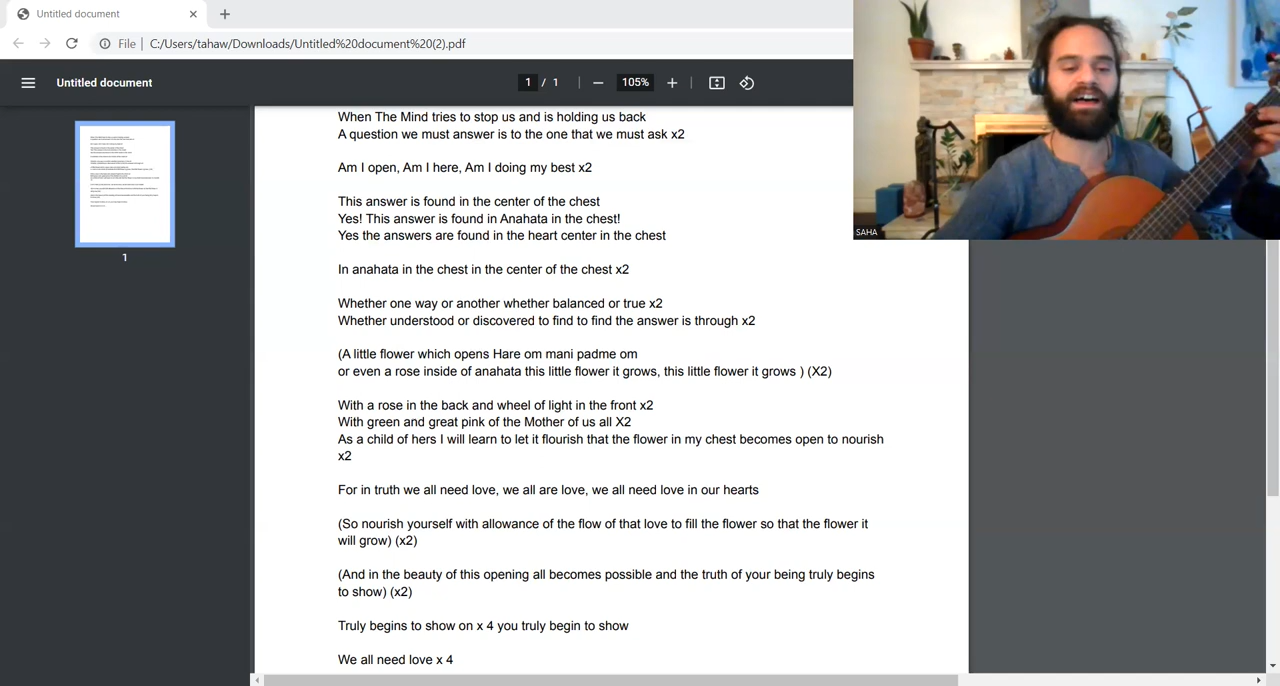 Untitled document
File C:/Users/tahaw/Downloads/Untitled%20document%20(2).pdf
Untitled document
1 / 1
105%
1
When The Mind tries to stop us and is holding us back
A question we must answer is to the one that we must ask x2
Am I open, Am I here, Am I doing my best x2
This answer is found in the center of the chest
Yes! This answer is found in Anahata in the chest!
Yes the answers are found in the heart center in the chest
In anahata in the chest in the center of the chest x2
Whether one way or another whether balanced or true x2
Whether understood or discovered to find to find the answer is through x2
(A little flower which opens Hare om mani padme om
or even a rose inside of anahata this little flower it grows, this little flower it grows ) (X2)
With a rose in the back and wheel of light in the front x2
With green and great pink of the Mother of us all X2
As a child of hers I will learn to let it flourish that the flower in my chest becomes open to nourish
x2
For in truth we all need love, we all are love, we all need love in our hearts
(So nourish yourself with allowance of the flow of that love to fill the flower so that the flower it
will grow) (x2)
(And in the beauty of this opening all becomes possible and the truth of your being truly begins
to show) (x2)
Truly begins to show on x 4 you truly begin to show
We all need love x 4
SAHA